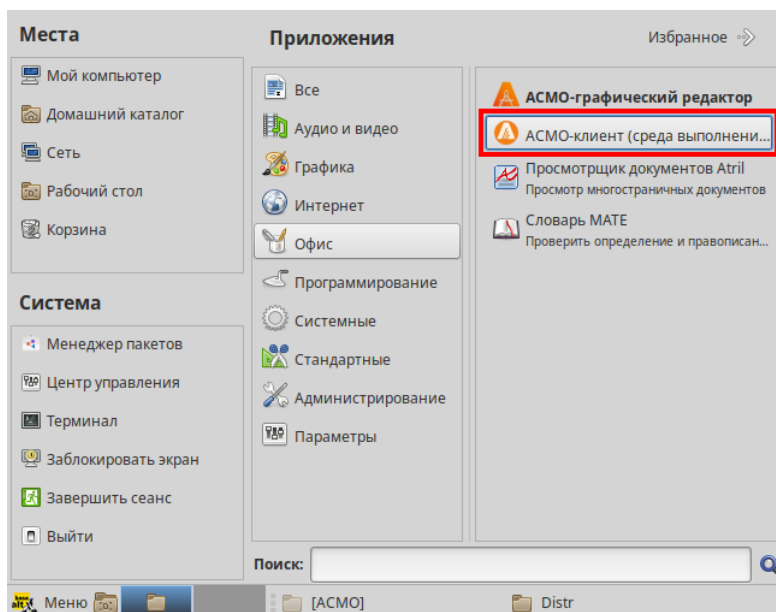 Места
Мой компьютер
Домашний каталог
Сеть
Рабочий стол
Корзина
Система
Менеджер пакетов
Центр управления
Терминал
Заблокировать экран
Завершить сеанс
Выйти
Приложения
Избранное
Все
Аудио и видео
Графика
Интернет
Офис
Программирование
Системные
Стандартные
Администрирование
Параметры
АСМО-графический редактор
АСМО-клиент (среда выполнени...
Просмотрщик документов Atril
Просмотр многостраничных документов
Словарь MATE
Проверить определение и правописан...
Поиск:
Меню
[АСМО]
Distr